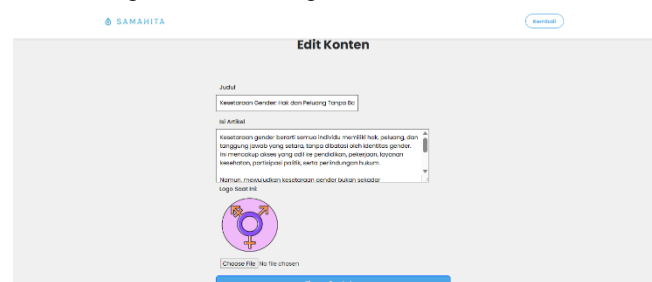 SAMAHITA
Kembali
Edit Konten
Judul
Kesetaraan Gender: Hak dan Peluang Tanpa Ba
Isi Artikel
Kesetaraan gender berarti semua individu memiliki hak, peluang, dan
tanggung jawab yang setara, tanpa dibatasi oleh identitas gender.
Ini mencakup akses yang adil ke pendidikan, pekerjaan, layanan
kesehatan, partisipasi politik, serta perlindungan hukum.
Namun, mewujudkan kesetaraan gender bukan sekadar
Logo Saat Ini:
Choose File No file chosen